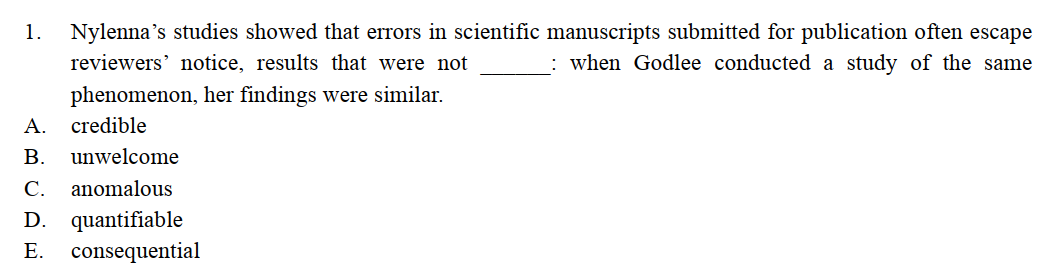 1. Nylenna’s studies showed that errors in scientific manuscripts submitted for publication often escape
reviewers’ notice, results that were not ______: when Godlee conducted a study of the same
phenomenon, her findings were similar.
A. credible
B. unwelcome
C. anomalous
D. quantifiable
E. consequential